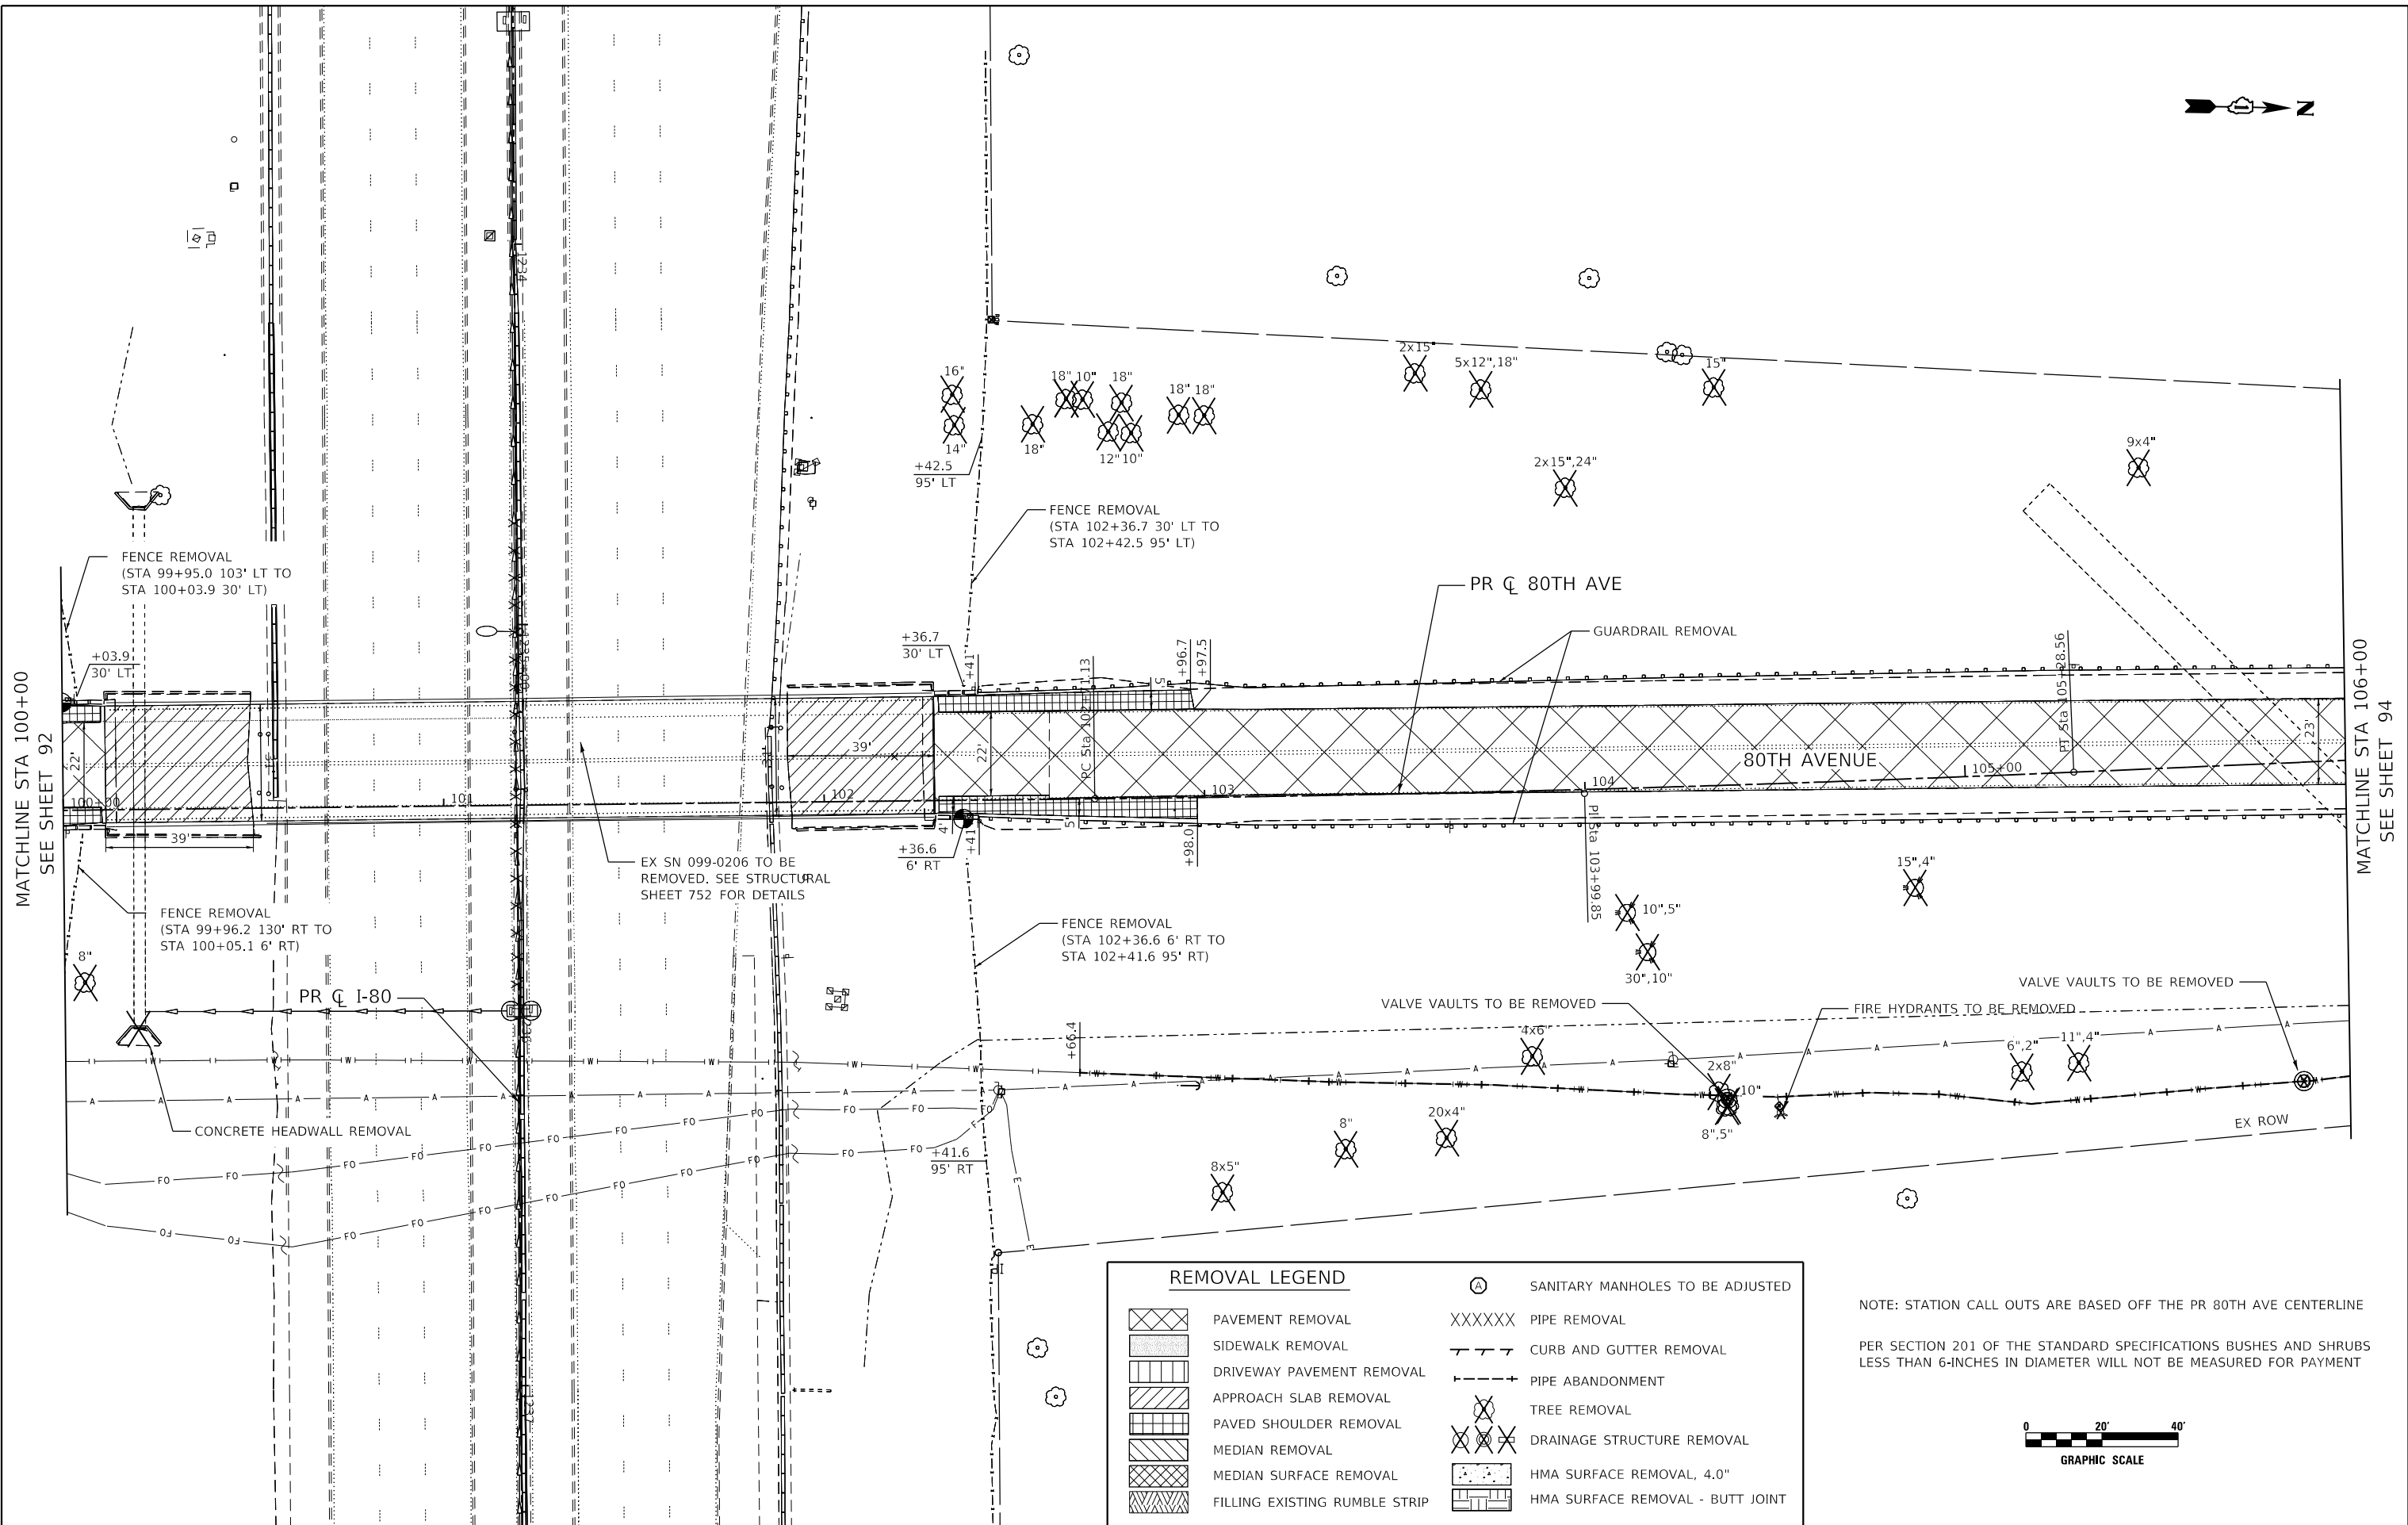 N
1234
16"
14"
18"
18" 10"
18"
12" 10"
18" 18"
2x15"
5x12",18"
15"
2x15",24"
9x4"
+42.5
95' LT
FENCE REMOVAL
(STA 102+36.7 30' LT TO
STA 102+42.5 95' LT)
FENCE REMOVAL
(STA 99+95.0 103' LT TO
STA 100+03.9 30' LT)
PR ℄ 80TH AVE
GUARDRAIL REMOVAL
+03.9
30' LT
+36.7
30' LT
+41
PC Sta 102+71.13
5'
+96.7
+97.5
PT Sta 105+28.56
MATCHLINE STA 100+00
SEE SHEET 92
22'
39'
22'
23'
80TH AVENUE
100+00
101
102
103
104
105+00
39'
4'
5'
+41
+98.0
+36.6
6' RT
PI Sta 103+99.85
MATCHLINE STA 106+00
SEE SHEET 94
EX SN 099-0206 TO BE
REMOVED. SEE STRUCTURAL
SHEET 752 FOR DETAILS
FENCE REMOVAL
(STA 99+96.2 130' RT TO
STA 100+05.1 6' RT)
FENCE REMOVAL
(STA 102+36.6 6' RT TO
STA 102+41.6 95' RT)
15",4"
10",5"
30",10"
8"
PR ℄ I-80
VALVE VAULTS TO BE REMOVED
VALVE VAULTS TO BE REMOVED
FIRE HYDRANTS TO BE REMOVED
+66.4
4x6"
2x8"
10"
8",5"
6",2"
11",4"
CONCRETE HEADWALL REMOVAL
+41.6
95' RT
8"
20x4"
8x5"
EX ROW
REMOVAL LEGEND
PAVEMENT REMOVAL
SIDEWALK REMOVAL
DRIVEWAY PAVEMENT REMOVAL
APPROACH SLAB REMOVAL
PAVED SHOULDER REMOVAL
MEDIAN REMOVAL
MEDIAN SURFACE REMOVAL
FILLING EXISTING RUMBLE STRIP
A SANITARY MANHOLES TO BE ADJUSTED
XXXXXX PIPE REMOVAL
CURB AND GUTTER REMOVAL
PIPE ABANDONMENT
TREE REMOVAL
DRAINAGE STRUCTURE REMOVAL
HMA SURFACE REMOVAL, 4.0"
HMA SURFACE REMOVAL - BUTT JOINT
NOTE: STATION CALL OUTS ARE BASED OFF THE PR 80TH AVE CENTERLINE
PER SECTION 201 OF THE STANDARD SPECIFICATIONS BUSHES AND SHRUBS
LESS THAN 6-INCHES IN DIAMETER WILL NOT BE MEASURED FOR PAYMENT
0 20' 40'
GRAPHIC SCALE